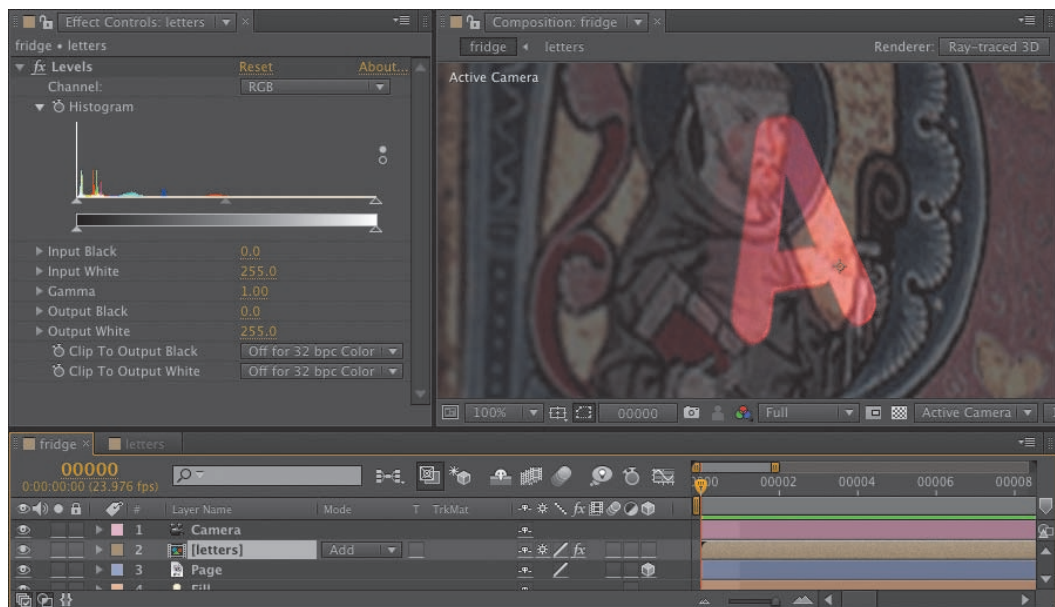 Effect Controls: letters
fridge • letters
fx Levels Reset About...
Channel: RGB
Histogram
Input Black 0.0
Input White 255.0
Gamma 1.00
Output Black 0.0
Output White 255.0
Clip To Output Black Off for 32 bpc Color
Clip To Output White Off for 32 bpc Color
Composition: fridge
fridge letters
Renderer: Ray-traced 3D
Active Camera
A
100% 00000 Full Active Camera
fridge letters
00000
0:00:00:00 (23.976 fps)
00002 00004 00006 00008
# Layer Name Mode T TrkMat fx
1 Camera
2 [letters] Add fx
3 Page
4 Fill